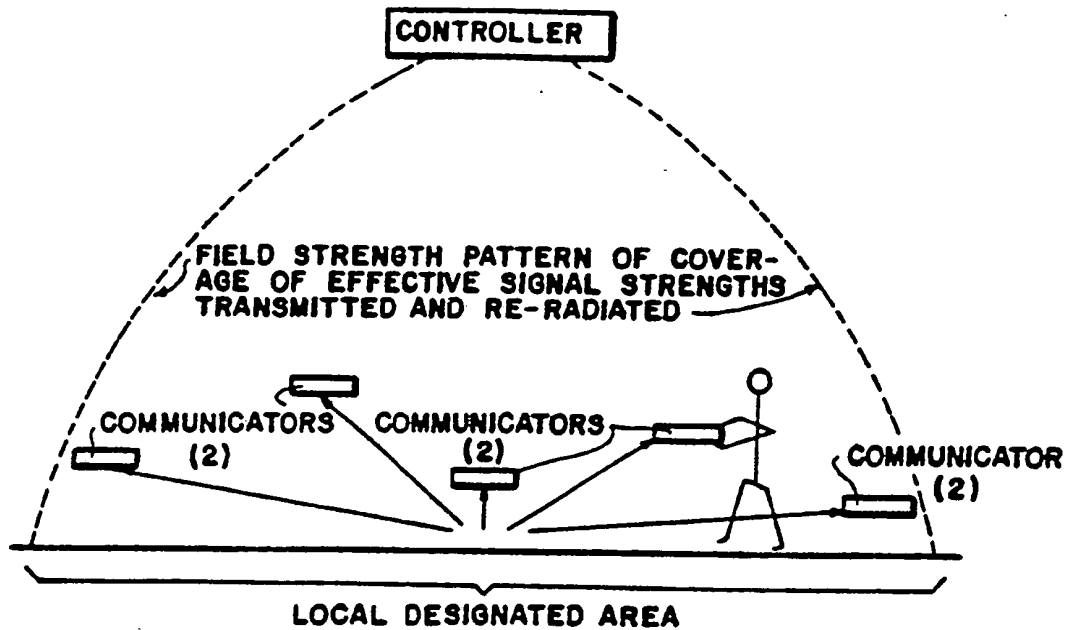 CONTROLLER
FIELD STRENGTH PATTERN OF COVER-
AGE OF EFFECTIVE SIGNAL STRENGTHS
TRANSMITTED AND RE-RADIATED
COMMUNICATORS
(2)
COMMUNICATORS
(2)
COMMUNICATOR
(2)
LOCAL DESIGNATED AREA